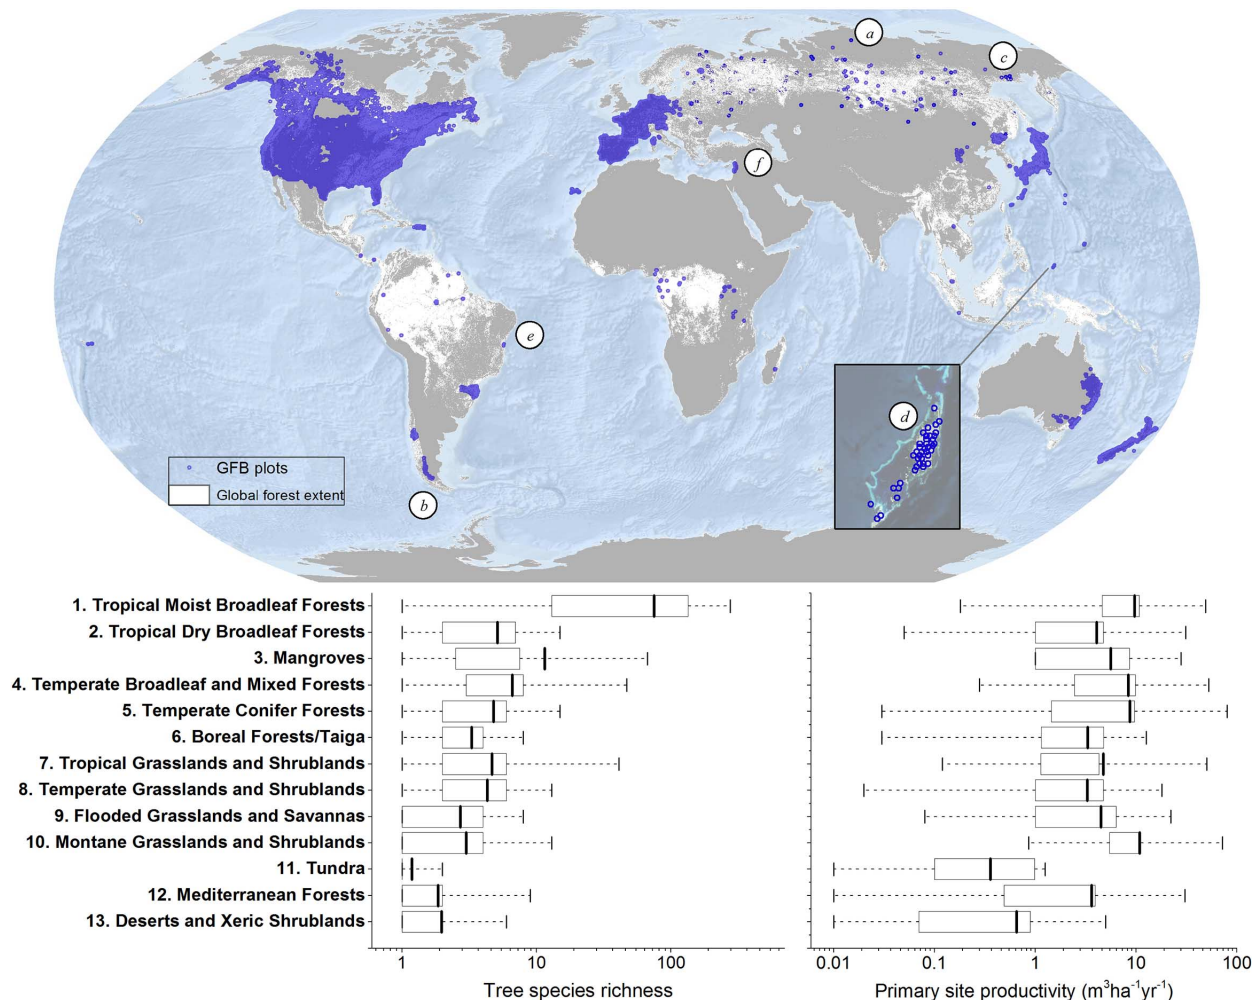 a
c
f
e
d
b
GFB plots
Global forest extent
1. Tropical Moist Broadleaf Forests
2. Tropical Dry Broadleaf Forests
3. Mangroves
4. Temperate Broadleaf and Mixed Forests
5. Temperate Conifer Forests
6. Boreal Forests/Taiga
7. Tropical Grasslands and Shrublands
8. Temperate Grasslands and Shrublands
9. Flooded Grasslands and Savannas
10. Montane Grasslands and Shrublands
11. Tundra
12. Mediterranean Forests
13. Deserts and Xeric Shrublands
1 10 100
Tree species richness
0.01 0.1 1 10 100
Primary site productivity (m³ha⁻¹yr⁻¹)